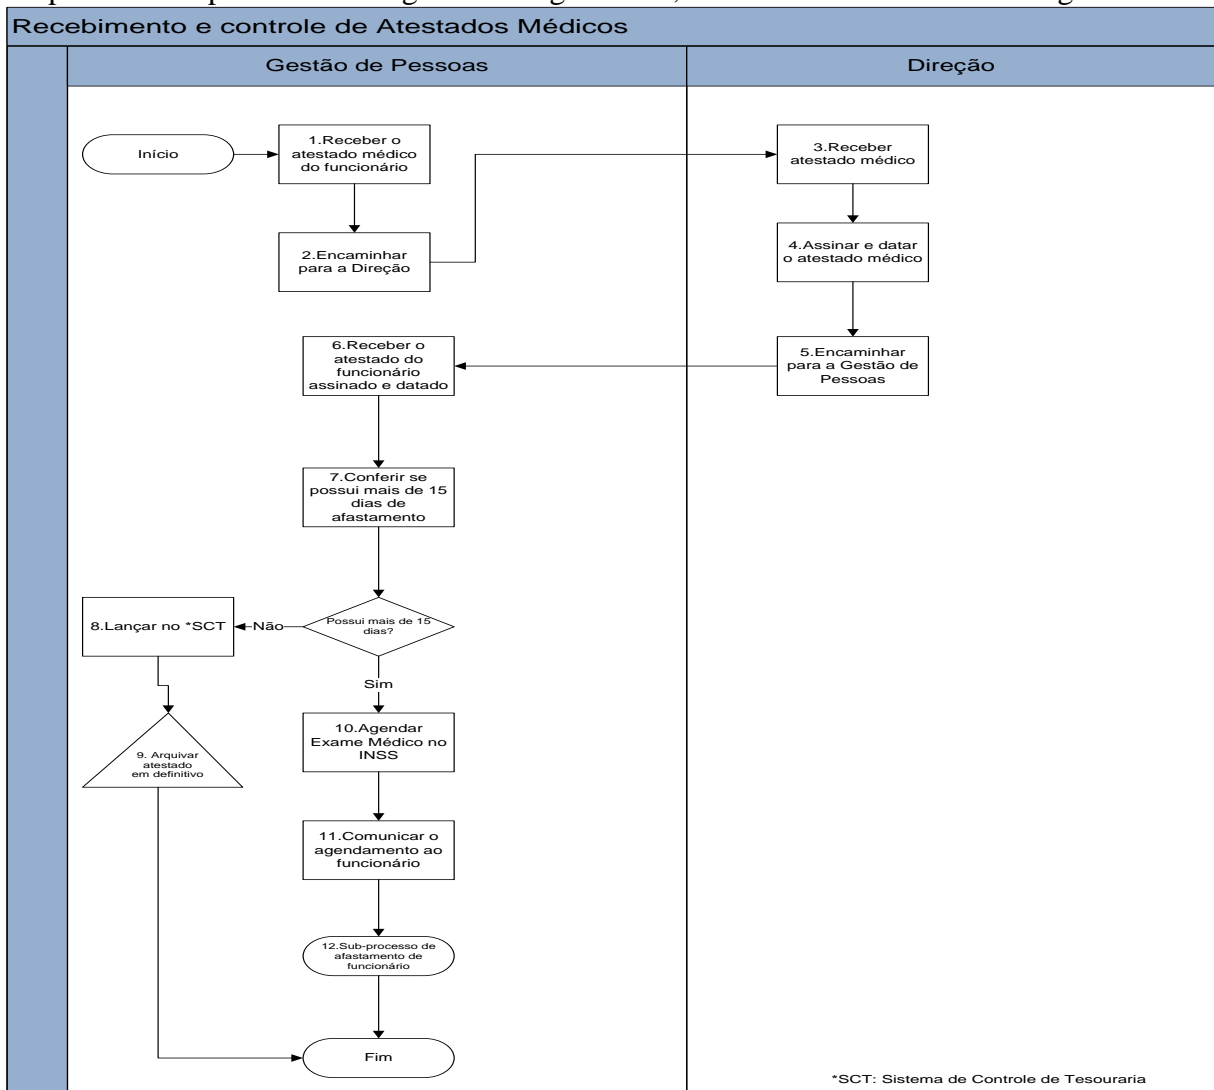 Recebimento e controle de Atestados Médicos
Gestão de Pessoas
Direção
Início
1.Receber o
atestado médico
do funcionário
3.Receber
atestado médico
2.Encaminhar
para a Direção
4.Assinar e datar
o atestado médico
6.Receber o
atestado do
funcionário
assinado e datado
5.Encaminhar
para a Gestão de
Pessoas
7.Conferir se
possui mais de 15
dias de
afastamento
8.Lançar no *SCT
Não
Possui mais de 15
dias?
Sim
9. Arquivar
atestado
em definitivo
10.Agendar
Exame Médico no
INSS
11.Comunicar o
agendamento ao
funcionário
12.Sub-processo de
afastamento de
funcionário
Fim
*SCT: Sistema de Controle de Tesouraria